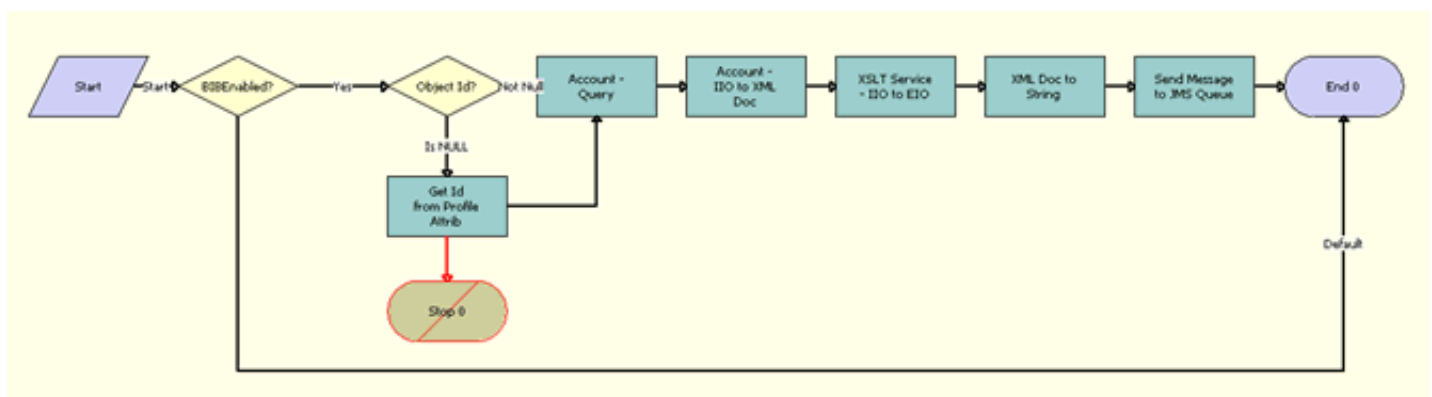 Start
Start
BIBEnabled?
Yes
Object Id?
Not Null
Account -
Query
Account -
IIO to XML
Doc
XSLT Service
- IIO to EIO
XML Doc to
String
Send Message
to JMS Queue
End 0
Is NULL
Get Id
from Profile
Attrib
Default
Stop 0